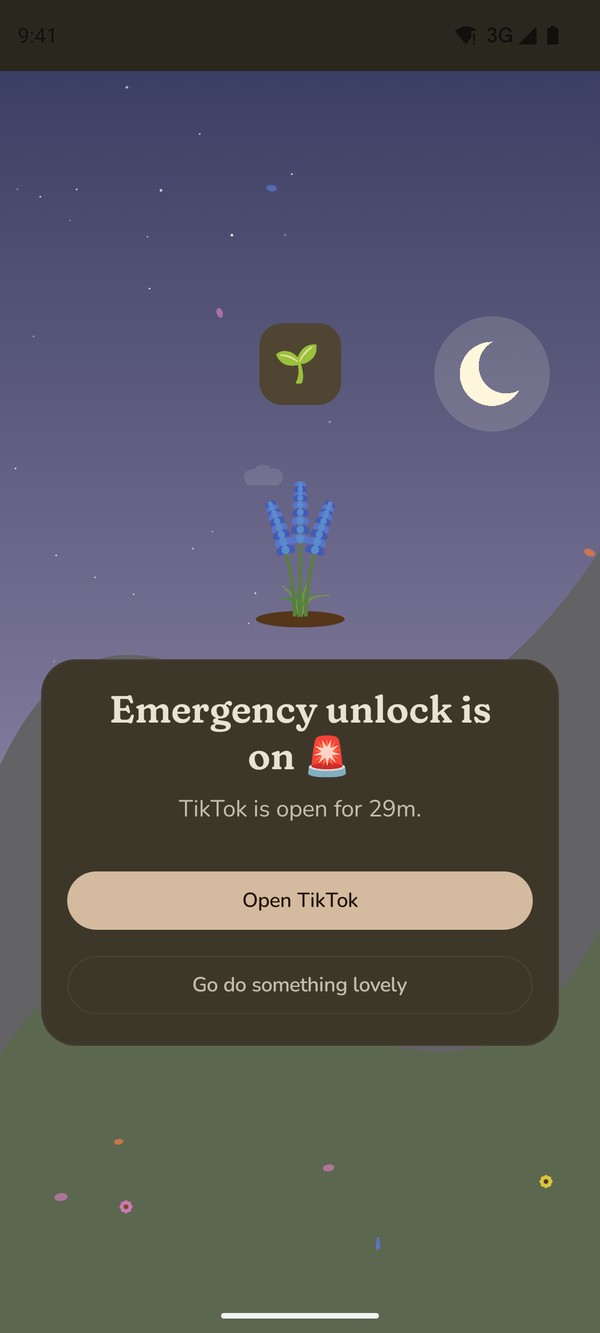 9:41
3G
Emergency unlock is
on 🚨
TikTok is open for 29m.
Open TikTok
Go do something lovely